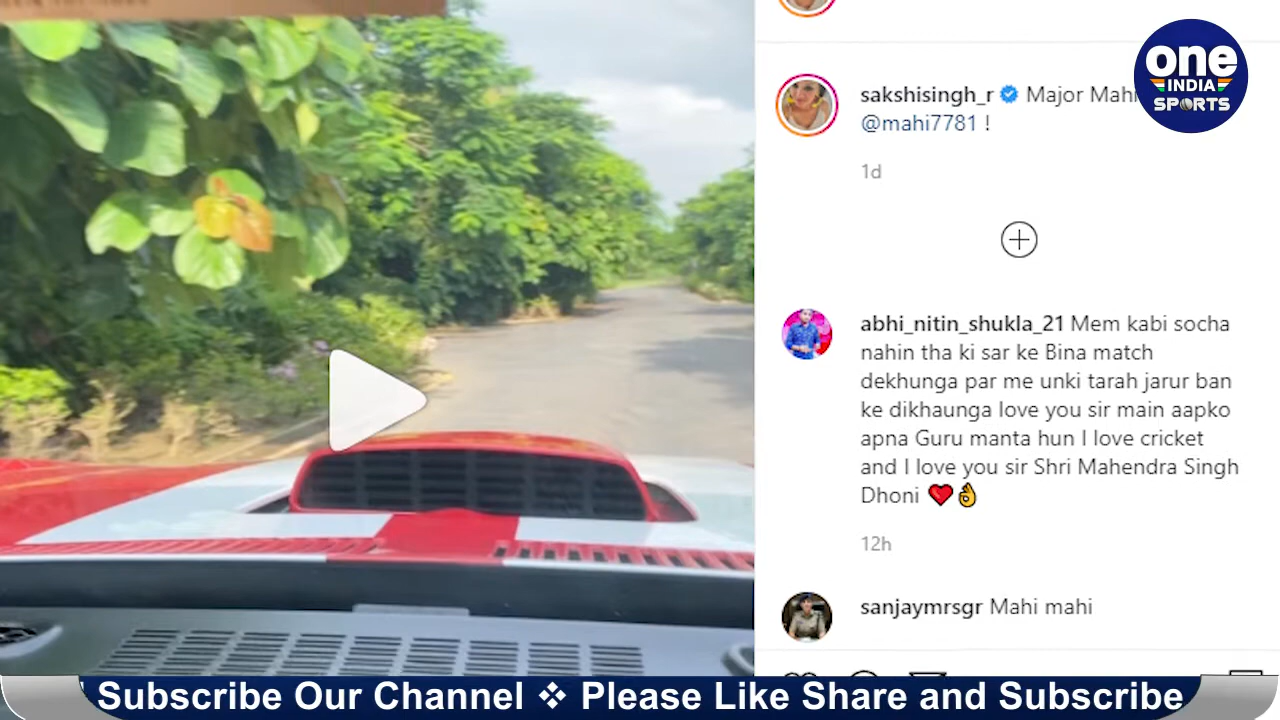 one
INDIA
SPORTS
sakshisingh_r Major Mahi
@mahi7781 !
1d
abhi_nitin_shukla_21 Mem kabi socha
nahin tha ki sar ke Bina match
dekhunga par me unki tarah jarur ban
ke dikhaunga love you sir main aapko
apna Guru manta hun I love cricket
and I love you sir Shri Mahendra Singh
Dhoni ❤️👌
12h
sanjaymrsgr Mahi mahi
Subscribe Our Channel ❖ Please Like Share and Subscribe